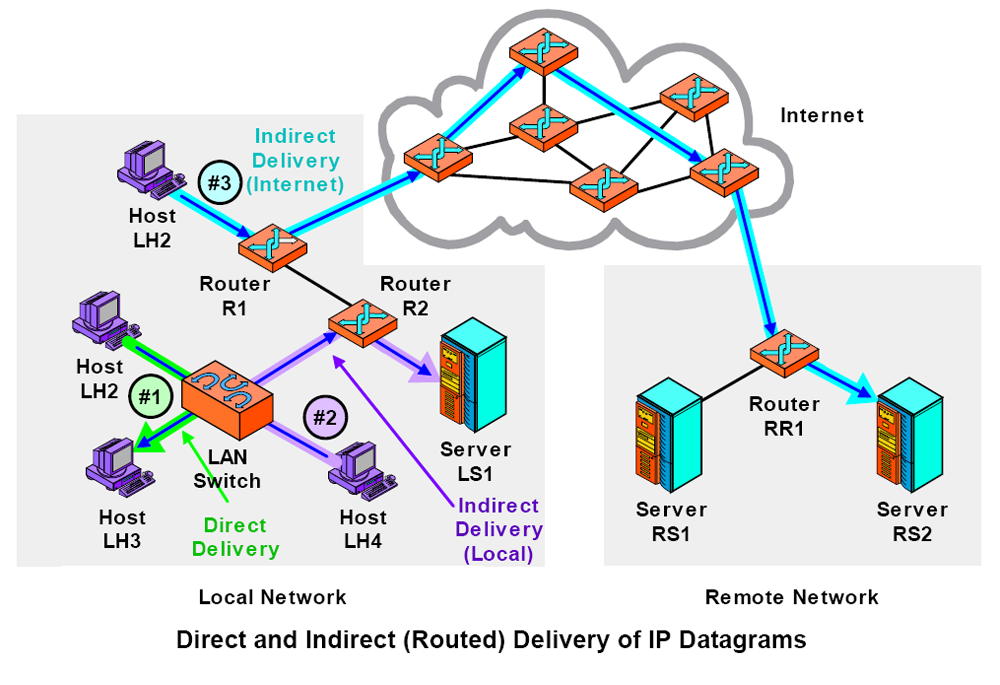 Internet
Indirect
Delivery
(Internet)
#3
Host
LH2
Router
R1
Router
R2
Host
LH2
#1
#2
LAN
Switch
Server
LS1
Host
LH3
Direct
Delivery
Host
LH4
Indirect
Delivery
(Local)
Router
RR1
Server
RS1
Server
RS2
Local Network
Remote Network
Direct and Indirect (Routed) Delivery of IP Datagrams